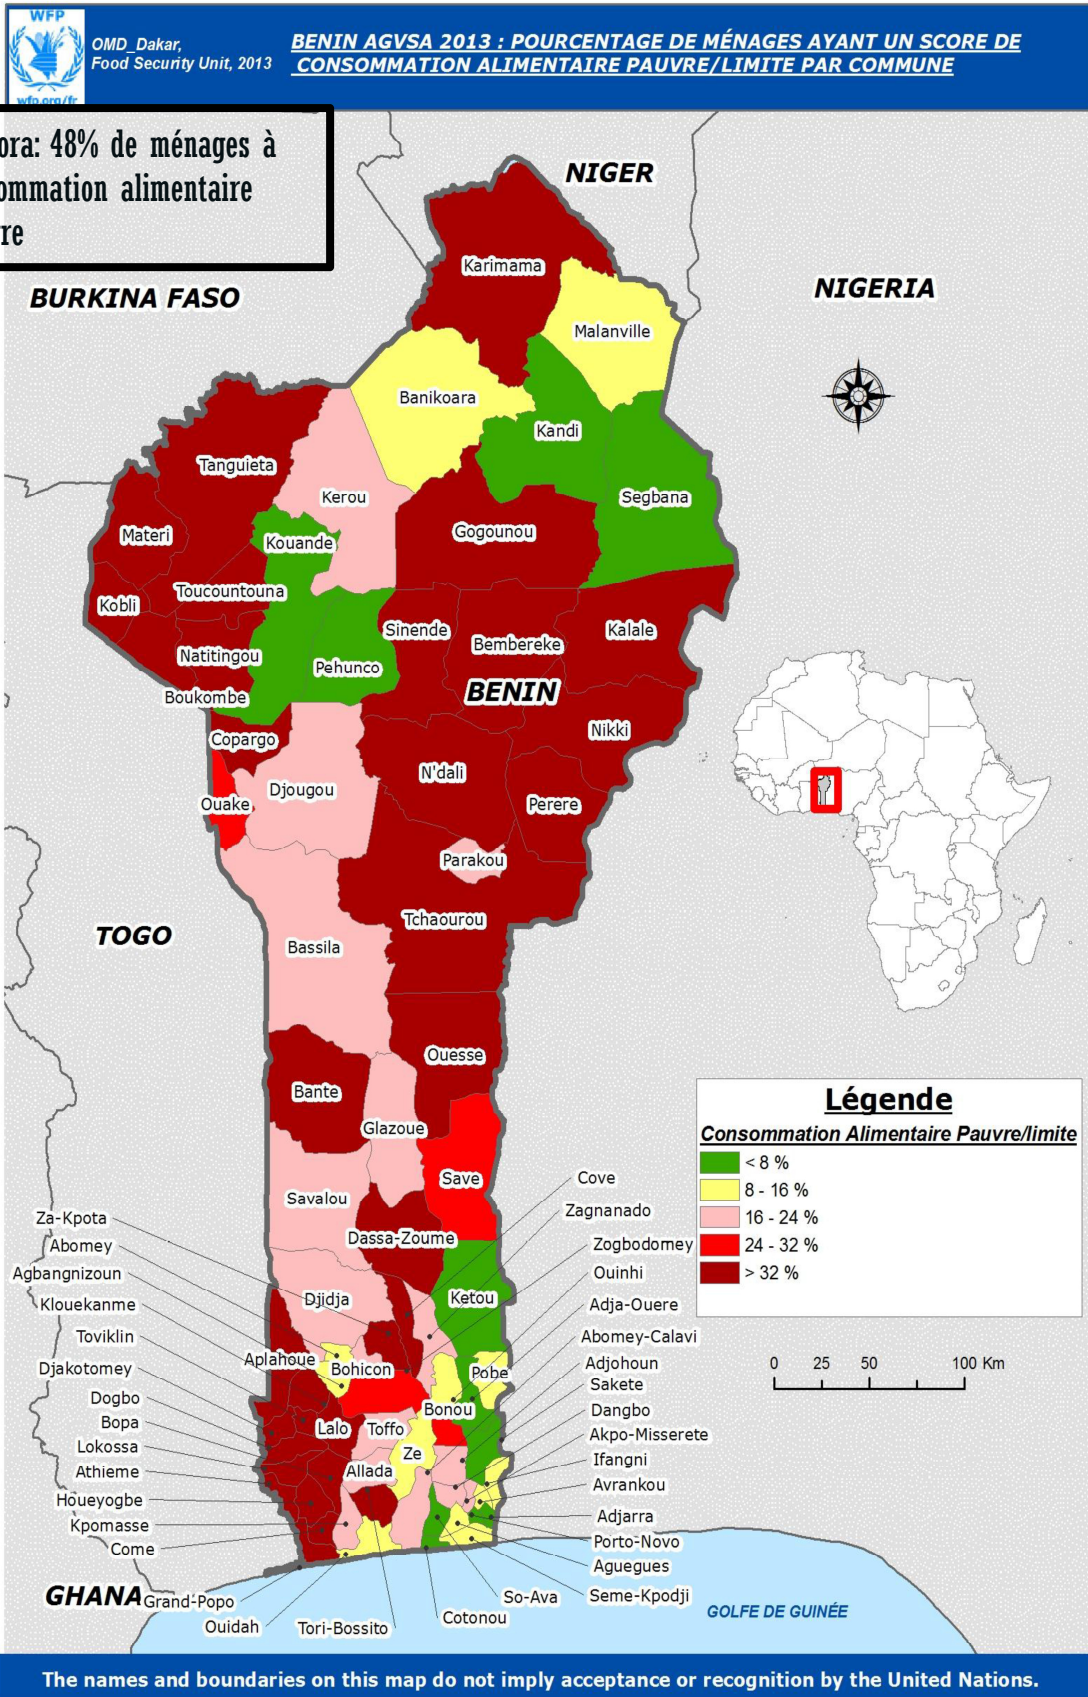 WFP
wfp.org/fr
OMD_Dakar,
Food Security Unit, 2013
BENIN AGVSA 2013 : POURCENTAGE DE MÉNAGES AYANT UN SCORE DE
CONSOMMATION ALIMENTAIRE PAUVRE/LIMITE PAR COMMUNE
ora: 48% de ménages à
ommation alimentaire
re
NIGER
BURKINA FASO
NIGERIA
Karimama
Malanville
Banikoara
Kandi
Tanguieta
Kerou
Segbana
Materi
Kouande
Gogounou
Toucountouna
Kobli
Sinende
Bembereke
Kalale
Natitingou
Pehunco
Boukombe
BENIN
Copargo
Nikki
N'dali
Ouake
Djougou
Perere
Parakou
Tchaourou
TOGO
Bassila
Ouesse
Bante
Glazoue
Save
Savalou
Dassa-Zoume
Ketou
Djidja
Aplahoue
Bohicon
Pobe
Bonou
Lalo
Toffo
Ze
Allada
Légende
Consommation Alimentaire Pauvre/limite
< 8 %
8 - 16 %
16 - 24 %
24 - 32 %
> 32 %
0 25 50 100 Km
Za-Kpota
Abomey
Agbangnizoun
Klouekanme
Toviklin
Djakotomey
Dogbo
Bopa
Lokossa
Athieme
Houeyogbe
Kpomasse
Come
Grand-Popo
Ouidah
Tori-Bossito
Cotonou
So-Ava
Cove
Zagnanado
Zogbodomey
Ouinhi
Adja-Ouere
Abomey-Calavi
Adjohoun
Sakete
Dangbo
Akpo-Misserete
Ifangni
Avrankou
Adjarra
Porto-Novo
Aguegues
Seme-Kpodji
GHANA
GOLFE DE GUINÉE
The names and boundaries on this map do not imply acceptance or recognition by the United Nations.